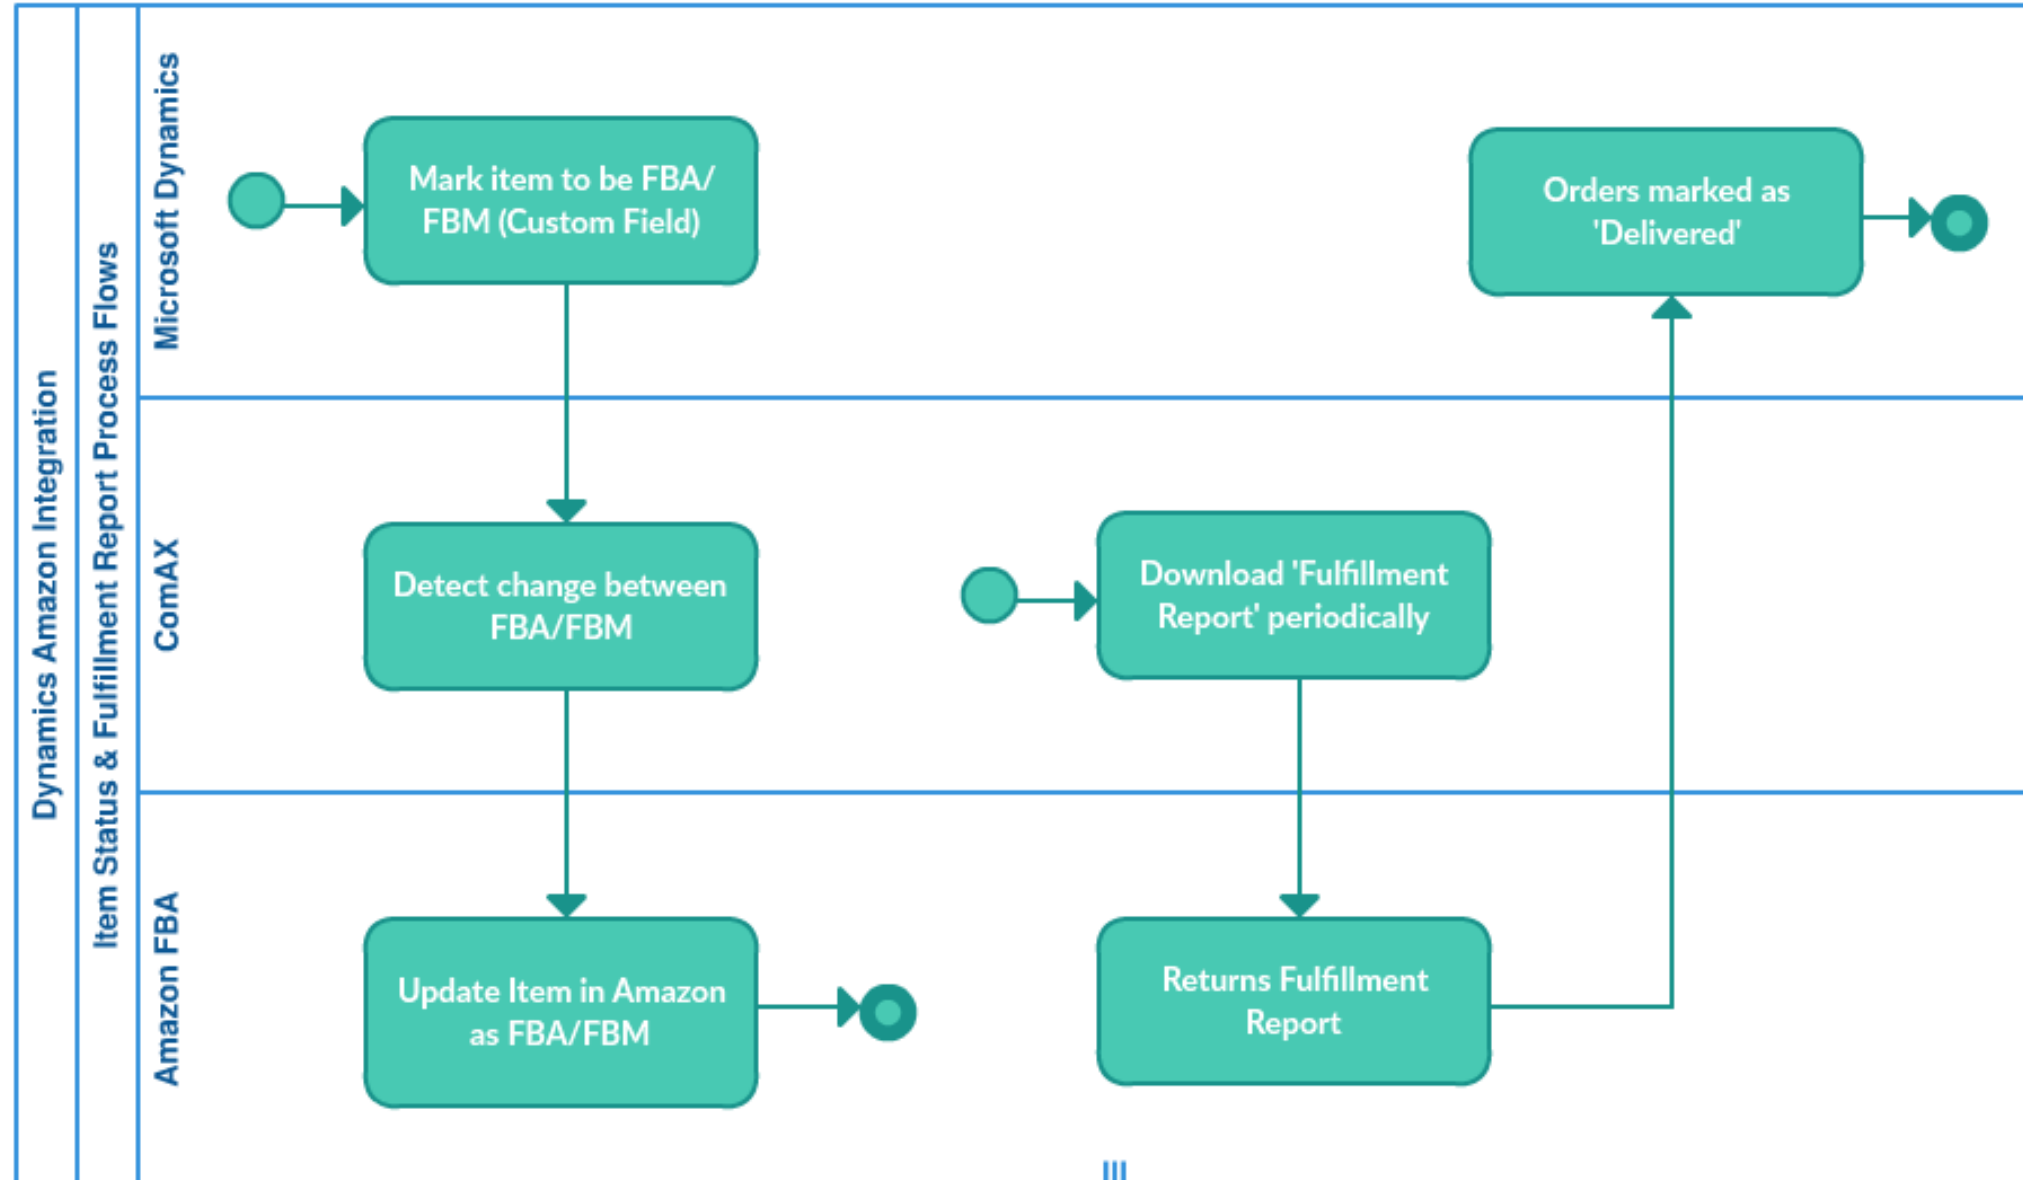 Dynamics Amazon Integration
Item Status & Fulfillment Report Process Flows
Microsoft Dynamics
Mark item to be FBA/
FBM (Custom Field)
Orders marked as
'Delivered'
ComAX
Detect change between
FBA/FBM
Download 'Fulfillment
Report' periodically
Amazon FBA
Update Item in Amazon
as FBA/FBM
Returns Fulfillment
Report